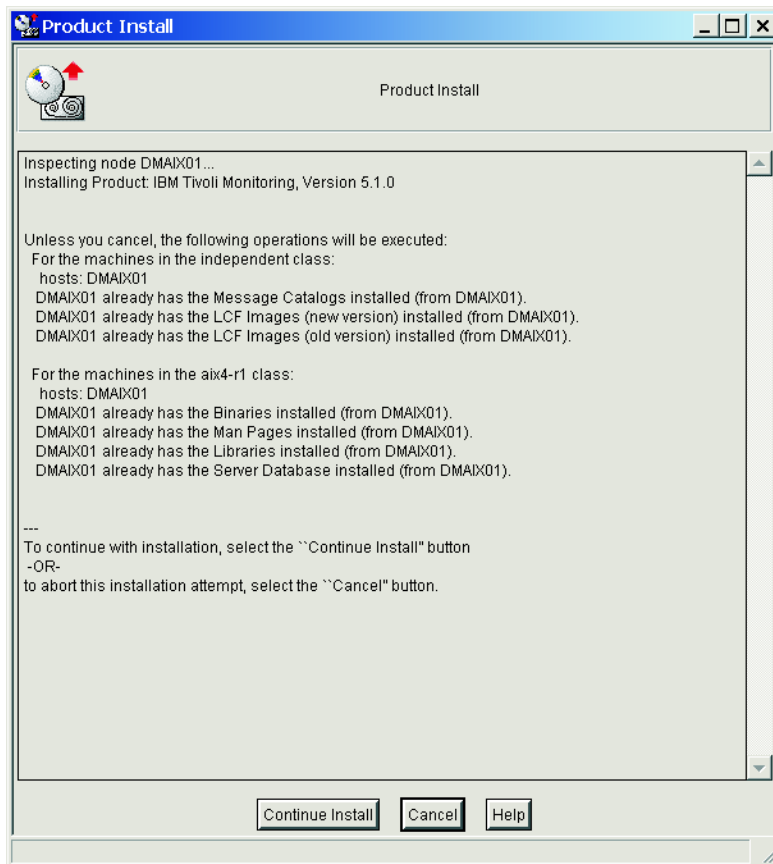 Product Install
Product Install
Inspecting node DMAIX01...
Installing Product: IBM Tivoli Monitoring, Version 5.1.0
Unless you cancel, the following operations will be executed:
For the machines in the independent class:
hosts: DMAIX01
DMAIX01 already has the Message Catalogs installed (from DMAIX01).
DMAIX01 already has the LCF Images (new version) installed (from DMAIX01).
DMAIX01 already has the LCF Images (old version) installed (from DMAIX01).
For the machines in the aix4-r1 class:
hosts: DMAIX01
DMAIX01 already has the Binaries installed (from DMAIX01).
DMAIX01 already has the Man Pages installed (from DMAIX01).
DMAIX01 already has the Libraries installed (from DMAIX01).
DMAIX01 already has the Server Database installed (from DMAIX01).
---
To continue with installation, select the ``Continue Install'' button
-OR-
to abort this installation attempt, select the ``Cancel'' button.
Continue Install Cancel Help